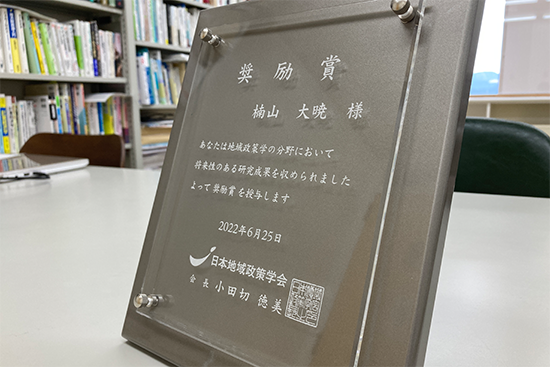 奨励賞
楠山 大暁 様
あなたは地域政策学の分野において
将来性のある研究成果を収められました
よって奨励賞を授与します
2022年6月25日
日本地域政策学会
会長 小田切 徳美